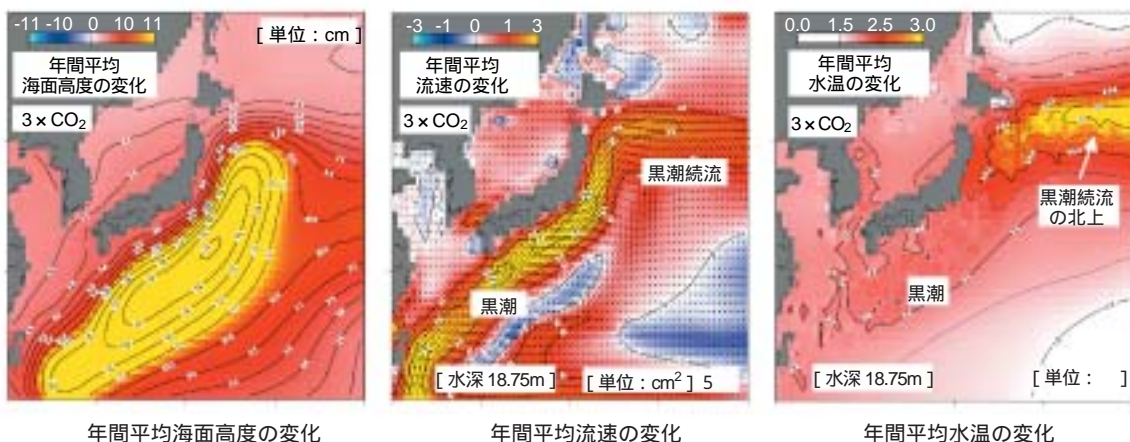 -11 -10 0 10 11
[ 単位：cm ]
年間平均
海面高度の変化
3 × CO2
-3 -1 0 1 3
年間平均
流速の変化
3 × CO2
黒潮続流
黒潮
[ 水深 18.75m ] [ 単位：cm² ] 5
0.0 1.5 2.5 3.0
年間平均
水温の変化
3 × CO2
黒潮続流
の北上
黒潮
[ 水深 18.75m ] [ 単位： ]
年間平均海面高度の変化
年間平均流速の変化
年間平均水温の変化